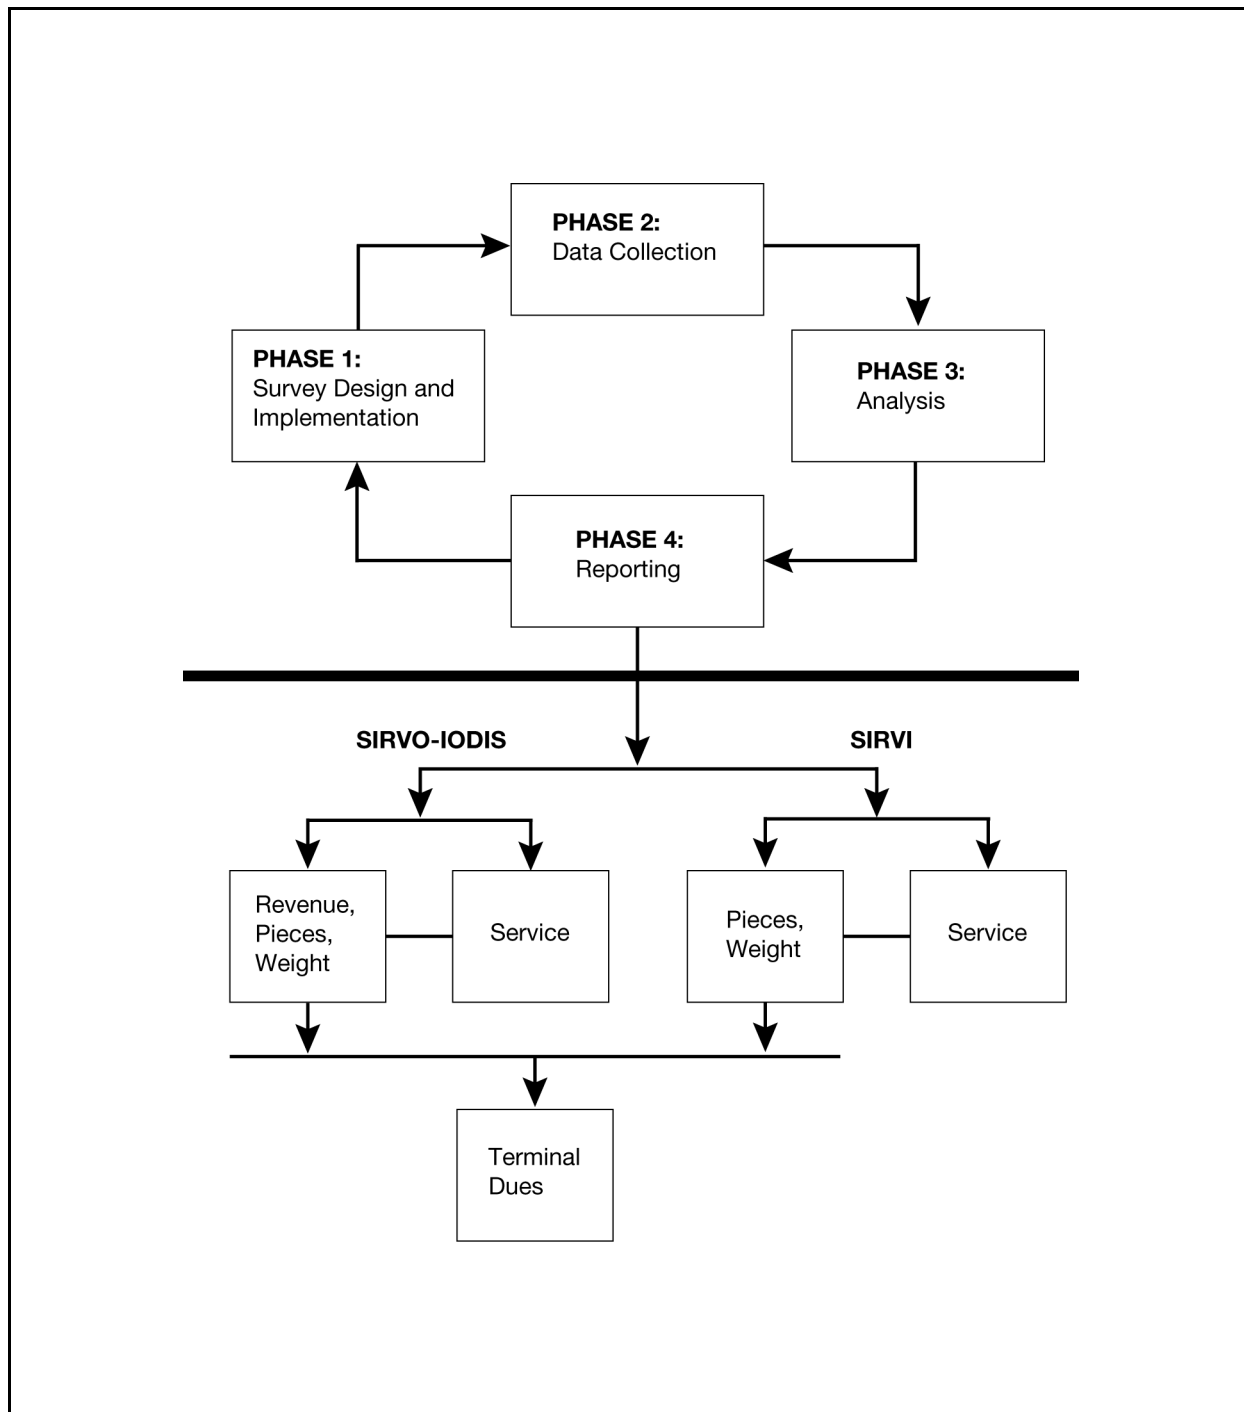 PHASE 2:
Data Collection
PHASE 1:
Survey Design and
Implementation
PHASE 3:
Analysis
PHASE 4:
Reporting
SIRVO-IODIS
SIRVI
Revenue,
Pieces,
Weight
Service
Pieces,
Weight
Service
Terminal
Dues